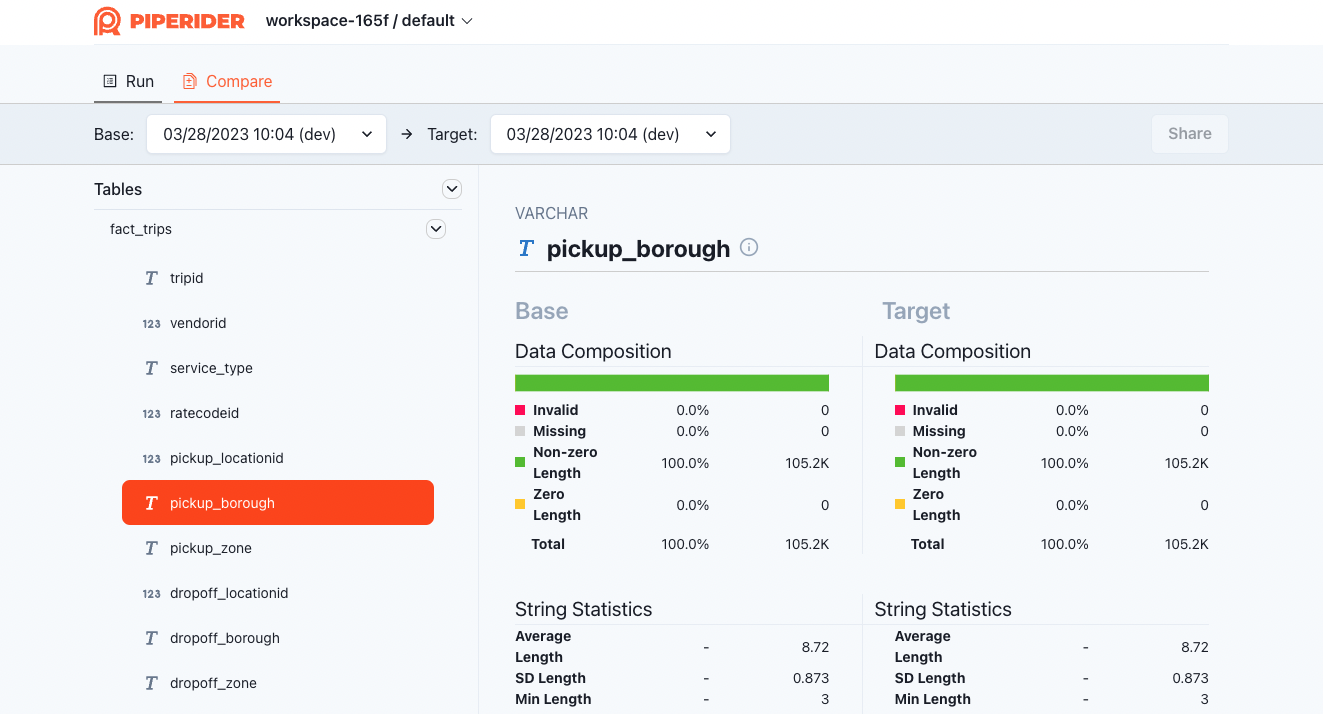 PIPERIDER workspace-165f / default
Run Compare
Base: 03/28/2023 10:04 (dev) → Target: 03/28/2023 10:04 (dev) Share
Tables
fact_trips
T tripid
123 vendorid
T service_type
123 ratecodeid
123 pickup_locationid
T pickup_borough
T pickup_zone
123 dropoff_locationid
T dropoff_borough
T dropoff_zone
VARCHAR
T pickup_borough
Base
Data Composition
Invalid 0.0% 0
Missing 0.0% 0
Non-zero
Length 100.0% 105.2K
Zero
Length 0.0% 0
Total 100.0% 105.2K
String Statistics
Average
Length - 8.72
SD Length - 0.873
Min Length - 3
Target
Data Composition
Invalid 0.0% 0
Missing 0.0% 0
Non-zero
Length 100.0% 105.2K
Zero
Length 0.0% 0
Total 100.0% 105.2K
String Statistics
Average
Length - 8.72
SD Length - 0.873
Min Length - 3